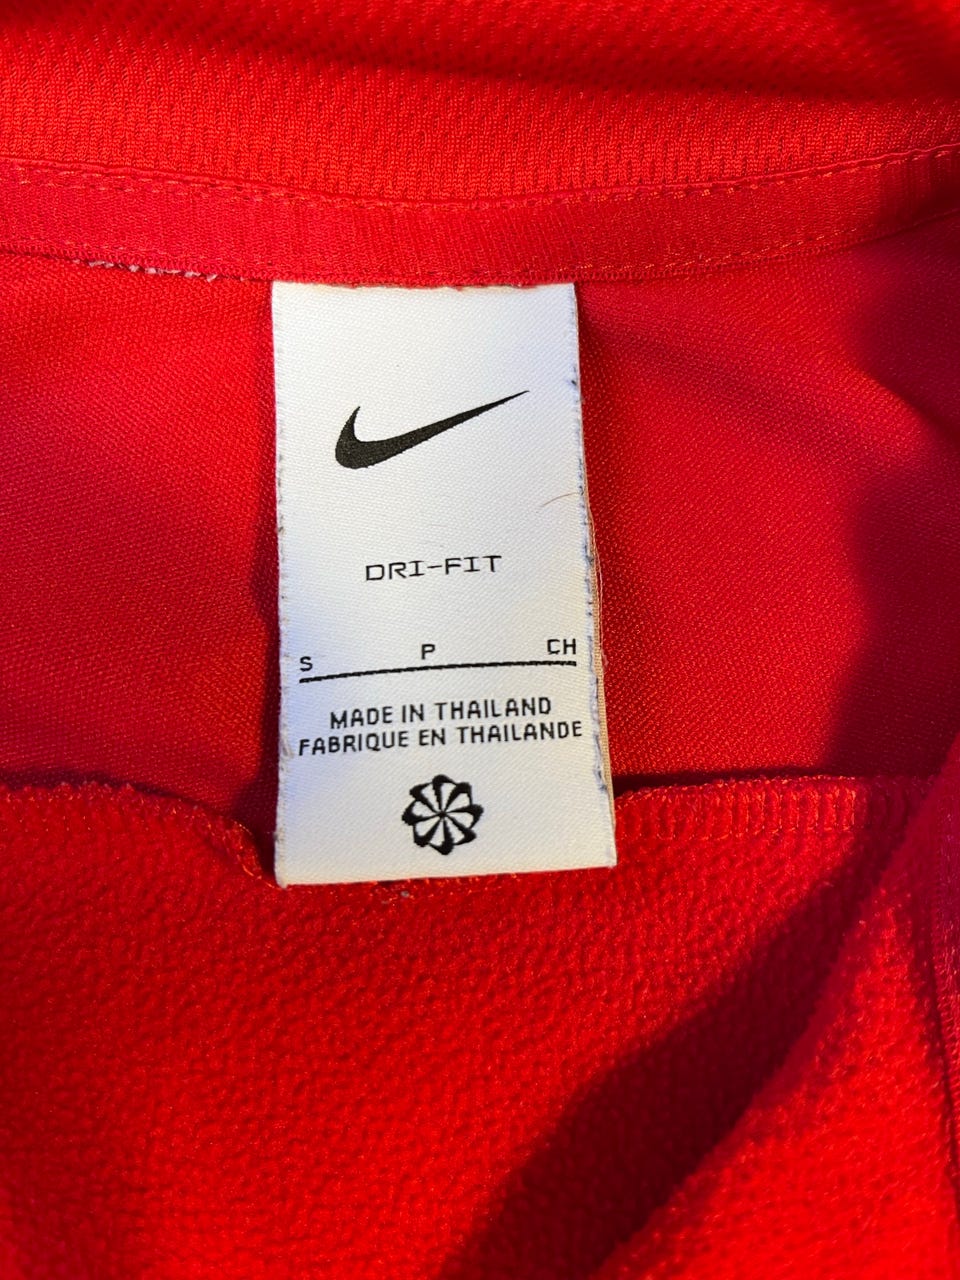 DRI-FIT
S P CH
MADE IN THAILAND
FABRIQUE EN THAILANDE